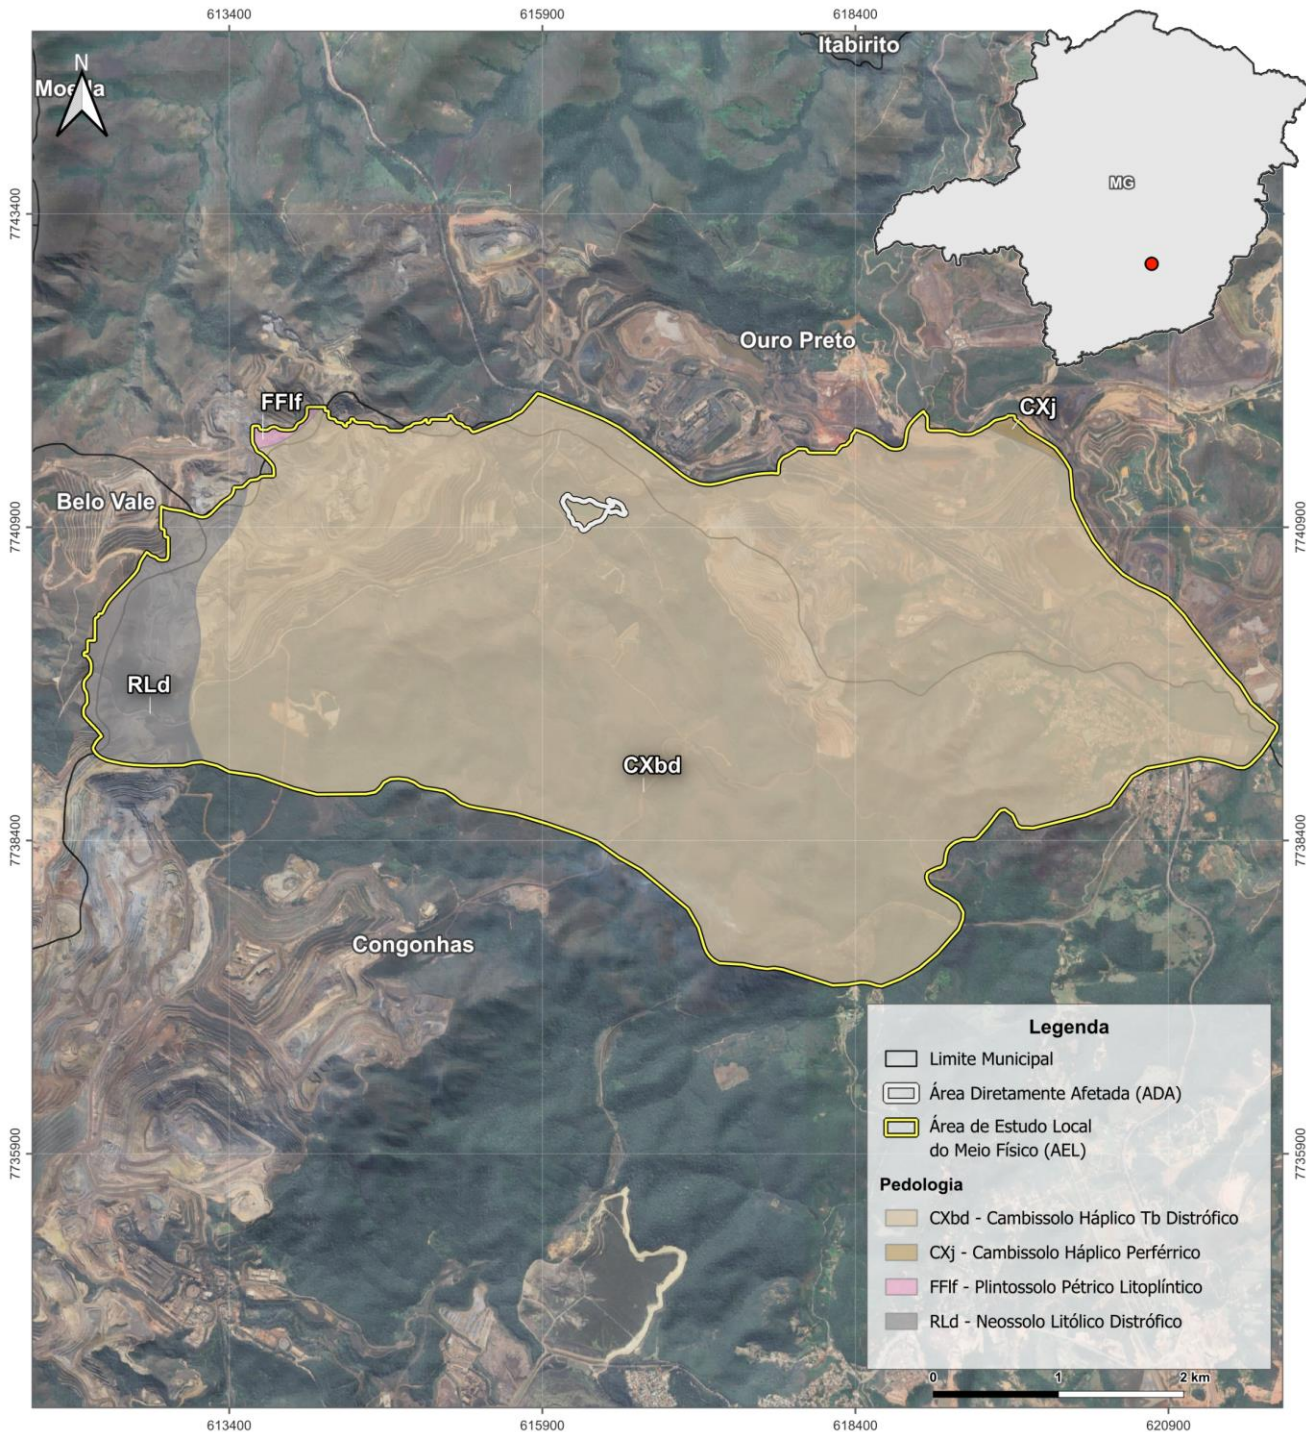 613400
615900
618400
Itabirito
N
Moeda
MG
7743400
Ouro Preto
FFlf
CXj
Belo Vale
7740900
7740900
RLd
CXbd
7738400
7738400
Congonhas
Legenda
Limite Municipal
Área Diretamente Afetada (ADA)
Área de Estudo Local
do Meio Físico (AEL)
7735900
7735900
Pedologia
CXbd - Cambissolo Háplico Tb Distrófico
CXj - Cambissolo Háplico Perférrico
FFlf - Plintossolo Pétrico Litoplíntico
RLd - Neossolo Litólico Distrófico
0
1
2 km
613400
615900
618400
620900